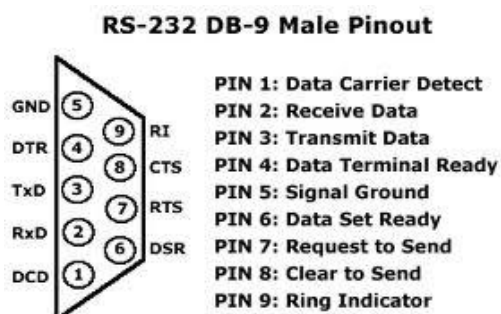 RS-232 DB-9 Male Pinout
GND 5
9 RI
DTR 4
8 CTS
TxD 3
7 RTS
RxD 2
6 DSR
DCD 1
PIN 1: Data Carrier Detect
PIN 2: Receive Data
PIN 3: Transmit Data
PIN 4: Data Terminal Ready
PIN 5: Signal Ground
PIN 6: Data Set Ready
PIN 7: Request to Send
PIN 8: Clear to Send
PIN 9: Ring Indicator